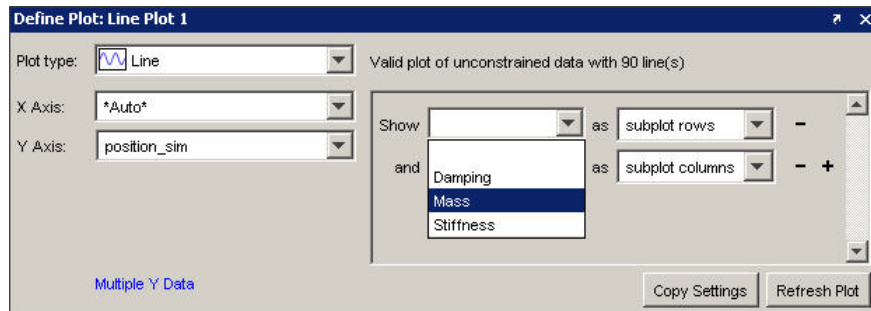 Define Plot: Line Plot 1
Plot type: Line
Valid plot of unconstrained data with 90 line(s)
X Axis: *Auto*
Y Axis: position_sim
Show as subplot rows
and as subplot columns
Damping
Mass
Stiffness
Multiple Y Data
Copy Settings Refresh Plot